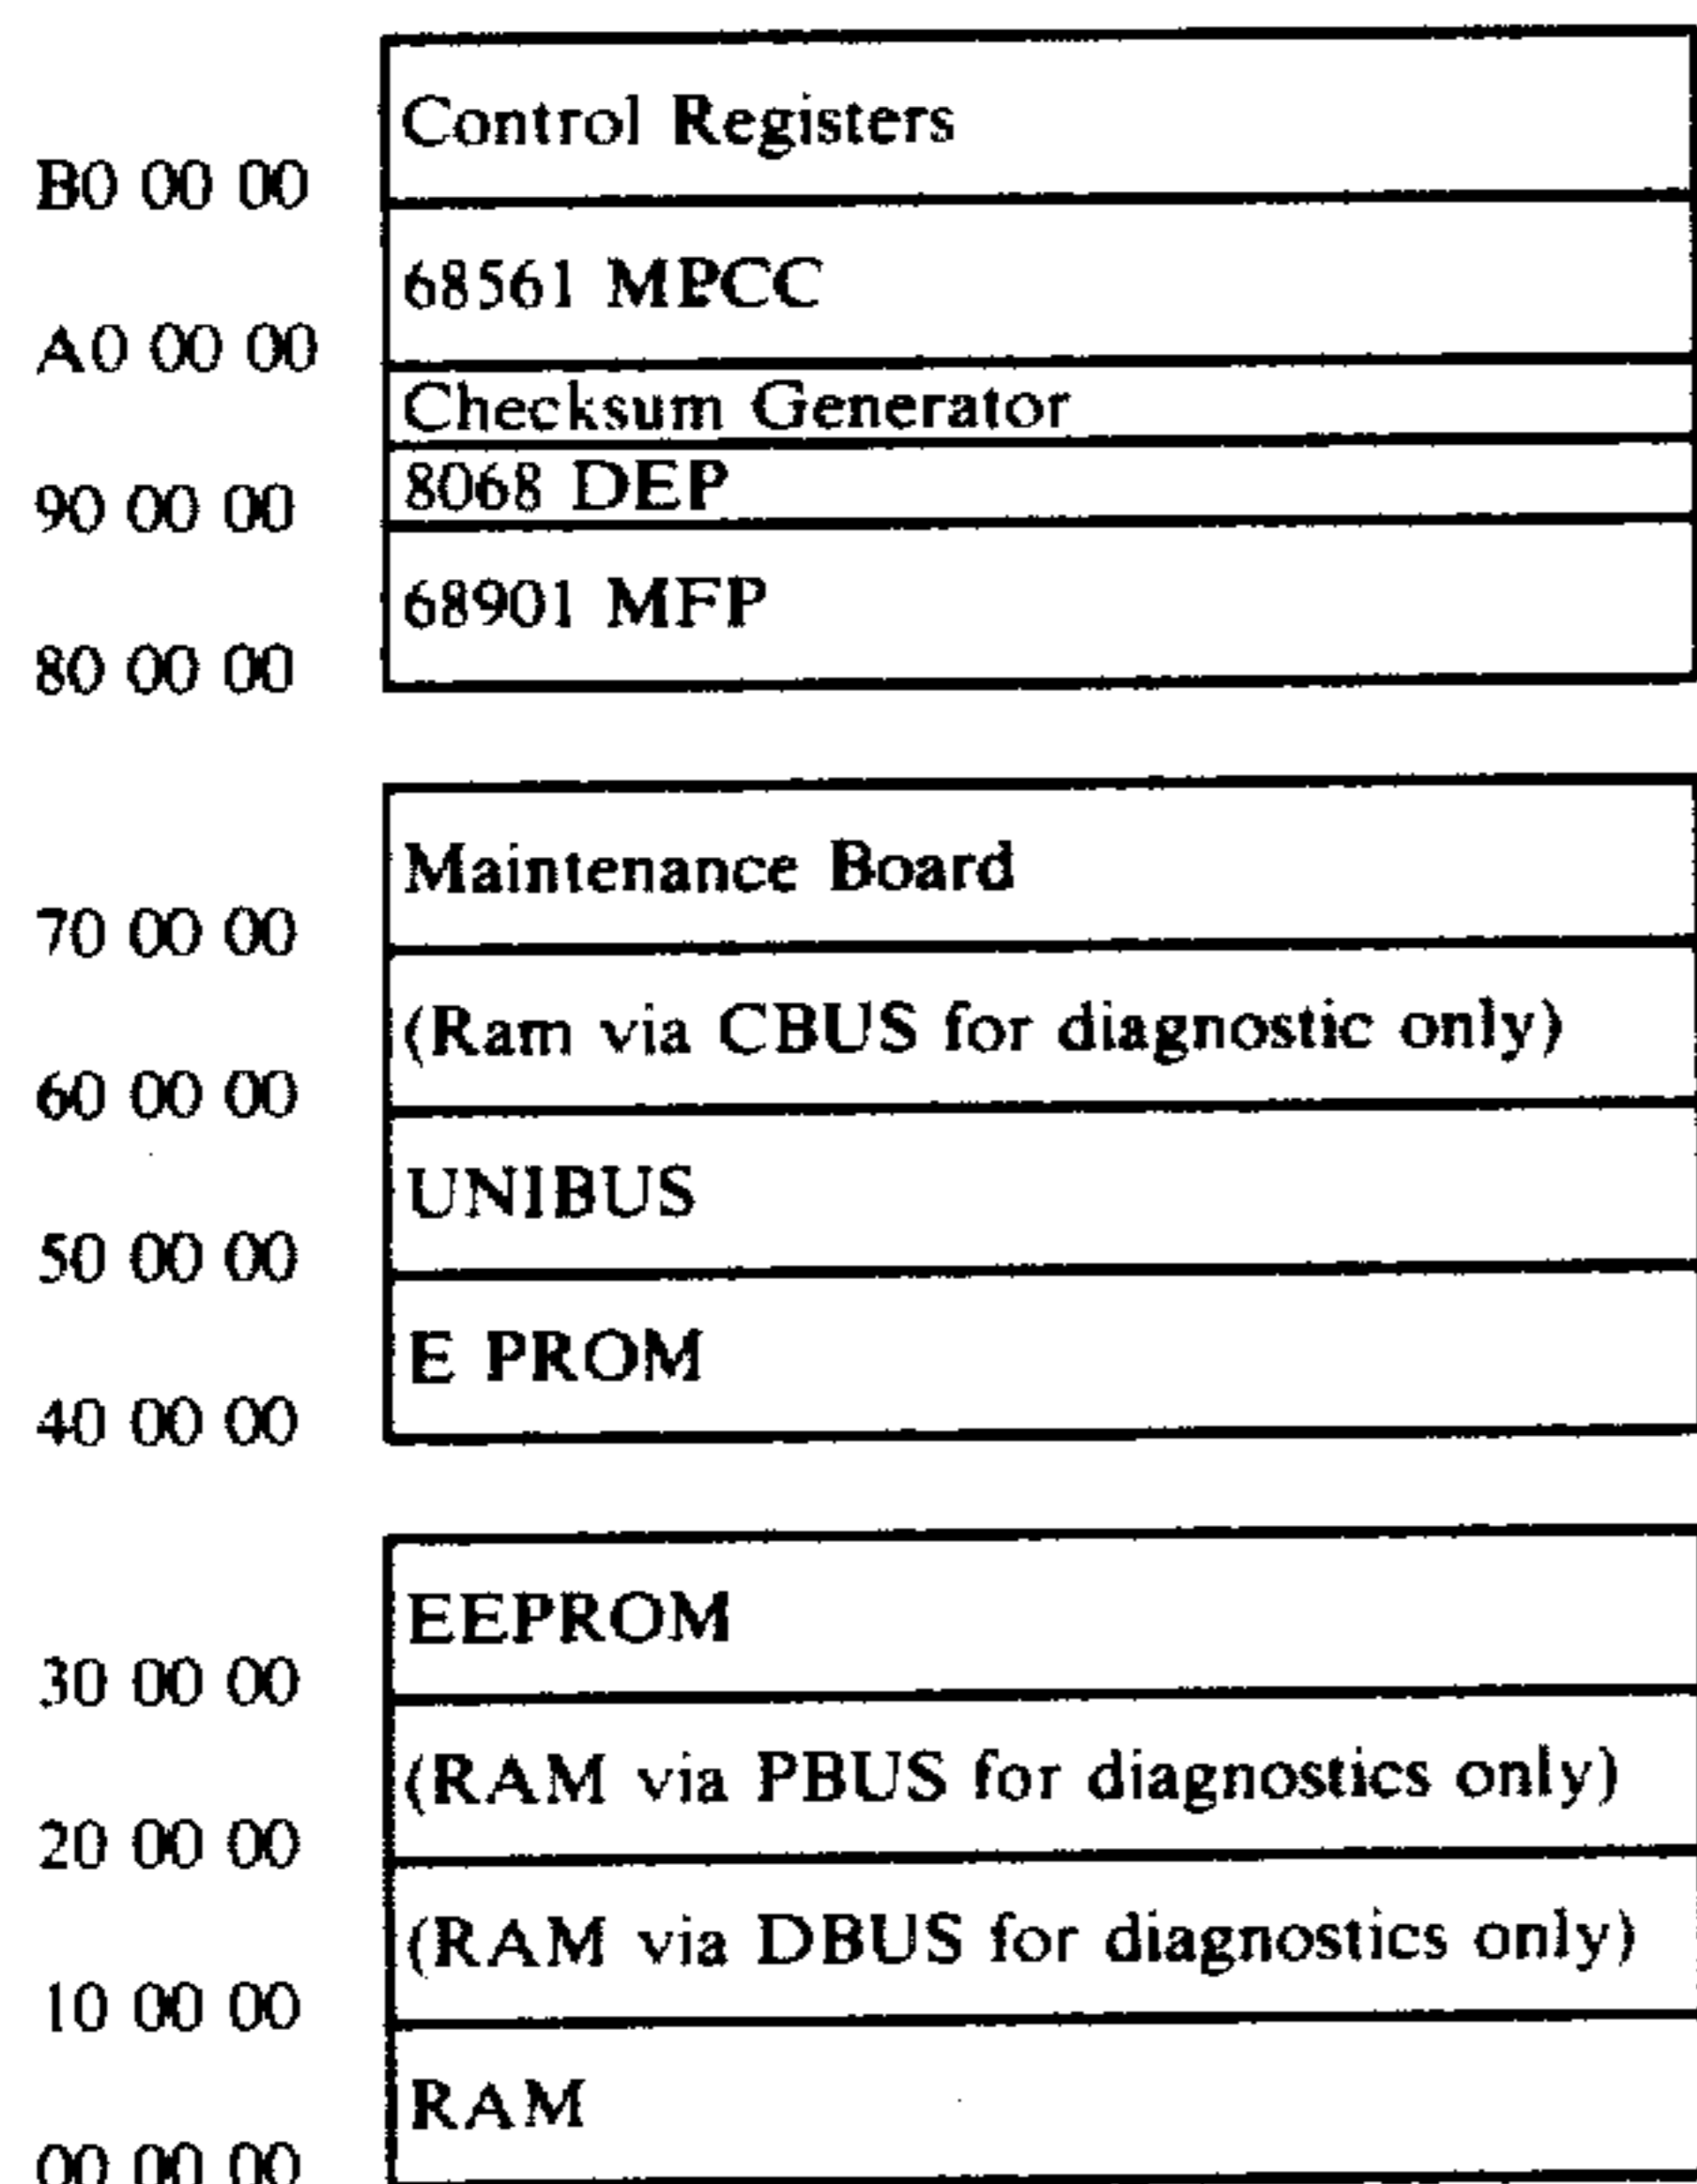 Control Registers
B0 00 00
68561 MPCC
A0 00 00
Checksum Generator
8068 DEP
90 00 00
68901 MFP
80 00 00
Maintenance Board
70 00 00
(Ram via CBUS for diagnostic only)
60 00 00
UNIBUS
50 00 00
E PROM
40 00 00
EEPROM
30 00 00
(RAM via PBUS for diagnostics only)
20 00 00
(RAM via DBUS for diagnostics only)
10 00 00
RAM
00 00 00